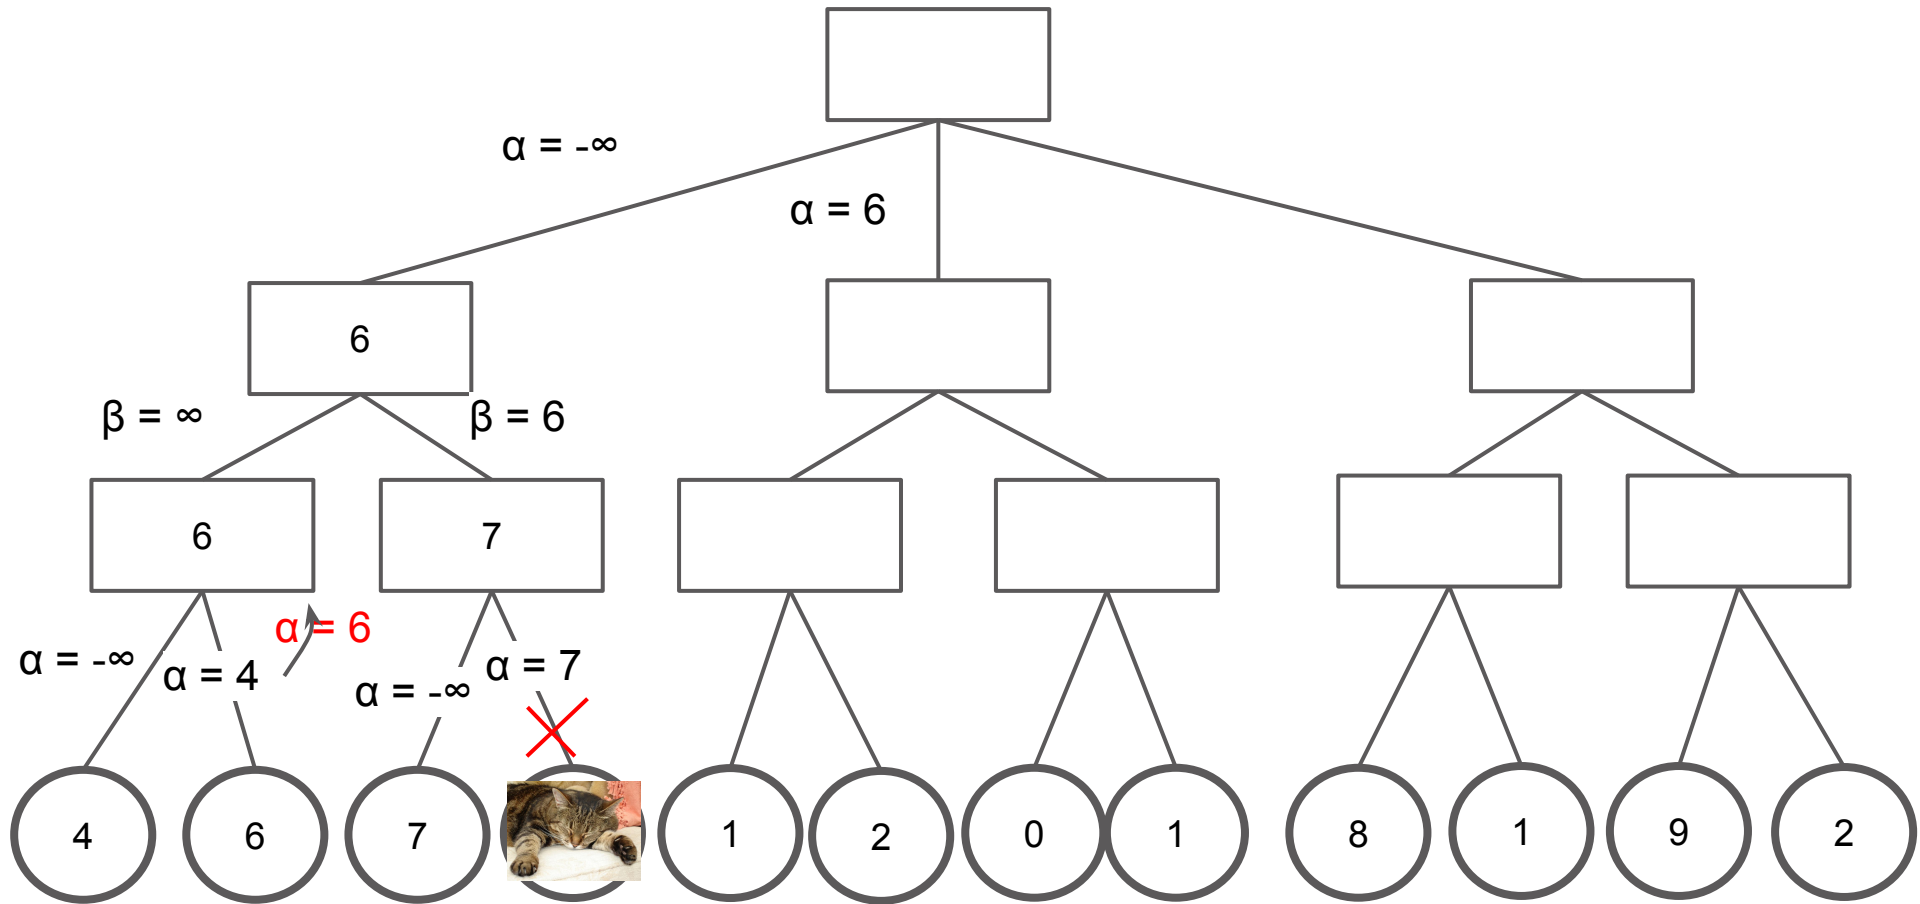 α = -∞
α = 6
6
β = ∞
β = 6
6
7
α = 6
α = -∞
α = 4
α = -∞
α = 7
4
6
7
1
2
0
1
8
1
9
2